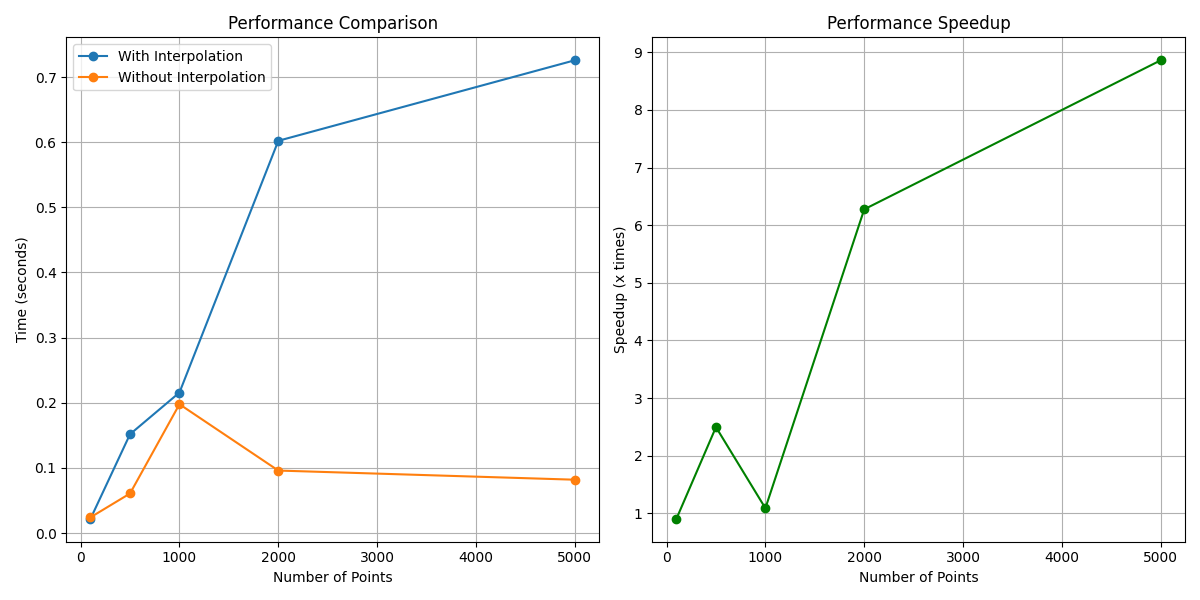 Performance Comparison
With Interpolation
Without Interpolation
0.7
0.6
0.5
0.4
0.3
0.2
0.1
0.0
Time (seconds)
0 1000 2000 3000 4000 5000
Number of Points
Performance Speedup
9
8
7
6
5
4
3
2
1
Speedup (x times)
0 1000 2000 3000 4000 5000
Number of Points